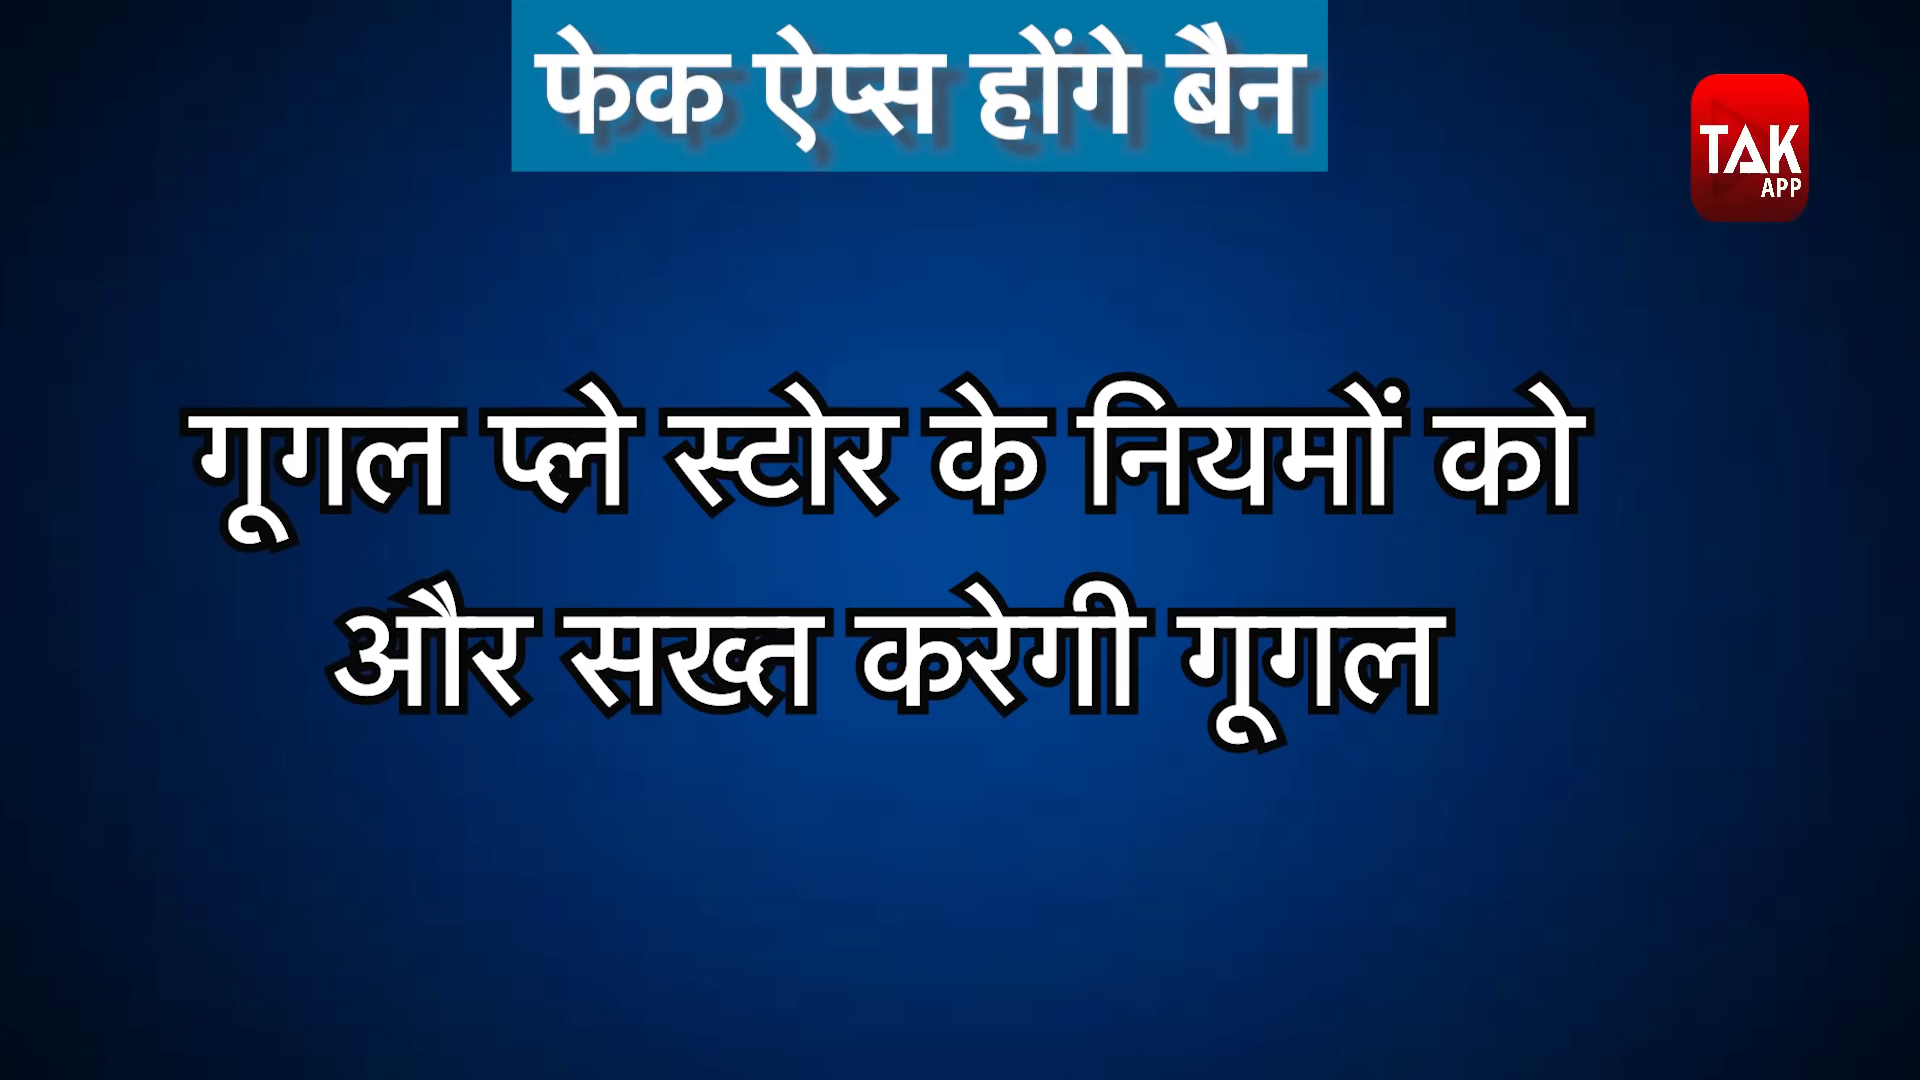 फेक ऐप्स होंगे बैन
TAK
APP
गूगल प्ले स्टोर के नियमों को
और सख्त करेगी गूगल